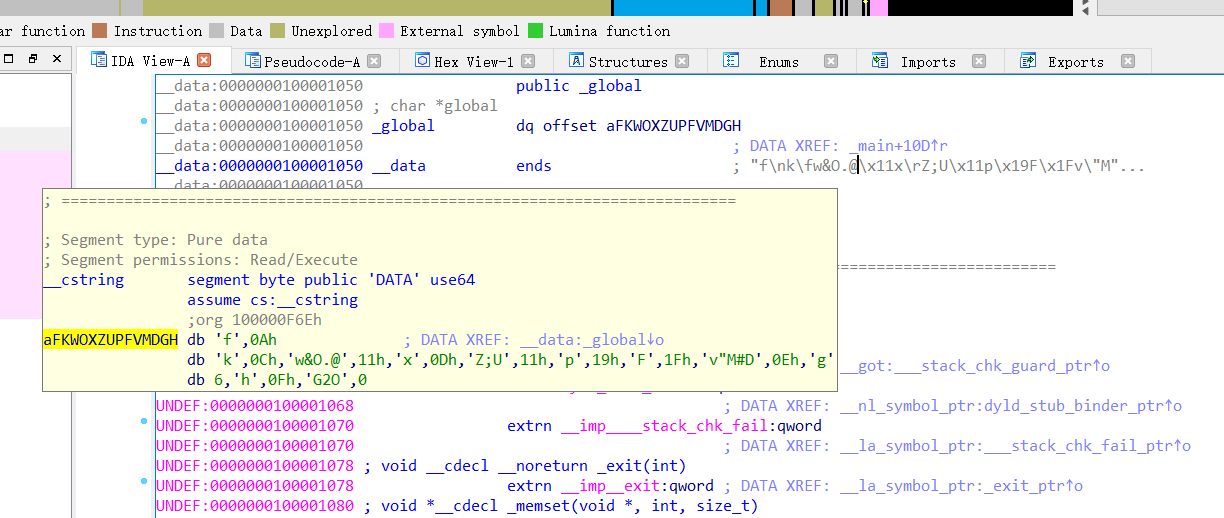 ar function Instruction Data Unexplored External symbol Lumina function
IDA View-A Pseudocode-A Hex View-1 Structures Enums Imports Exports
__data:0000000100001050 public _global
__data:0000000100001050 ; char *global
__data:0000000100001050 _global dq offset aFKWOXZUPFVMDGH
__data:0000000100001050 ; DATA XREF: _main+10D↑r
__data:0000000100001050 __data ends ; "f\nk\fw&O.@\x11x\rZ;U\x11p\x19F\x1Fv\"M"...
__data:0000000100001050
; ===========================================================================
; Segment type: Pure data
; Segment permissions: Read/Execute
__cstring segment byte public 'DATA' use64
assume cs:__cstring
;org 100000F6Eh
aFKWOXZUPFVMDGH db 'f',0Ah ; DATA XREF: __data:_global↓o
db 'k',0Ch,'w&O.@',11h,'x',0Dh,'Z;U',11h,'p',19h,'F',1Fh,'v"M#D',0Eh,'g'
db 6,'h',0Fh,'G2O',0
__got:___stack_chk_guard_ptr↑o
UNDEF:0000000100001068 ; DATA XREF: __nl_symbol_ptr:dyld_stub_binder_ptr↑o
UNDEF:0000000100001070 extrn __imp____stack_chk_fail:qword
UNDEF:0000000100001070 ; DATA XREF: __la_symbol_ptr:___stack_chk_fail_ptr↑o
UNDEF:0000000100001078 ; void __cdecl __noreturn _exit(int)
UNDEF:0000000100001078 extrn __imp__exit:qword ; DATA XREF: __la_symbol_ptr:_exit_ptr↑o
UNDEF:0000000100001080 ; void *__cdecl _memset(void *, int, size_t)